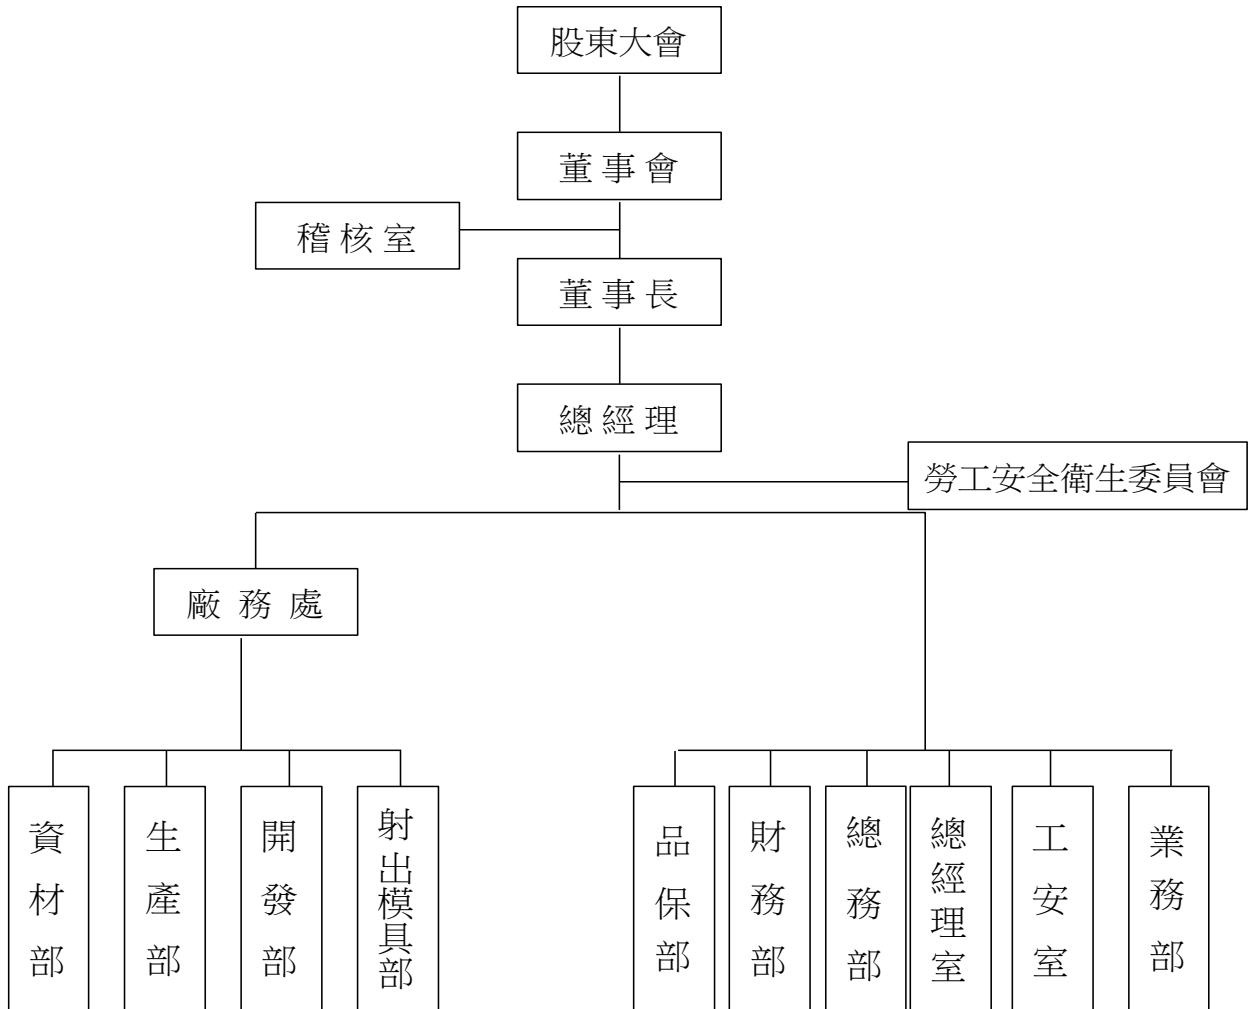 股東大會
董事會
稽核室
董事長
總經理
勞工安全衛生委員會
廠務處
資材部
生產部
開發部
射出模具部
品保部
財務部
總務部
總經理室
工安室
業務部